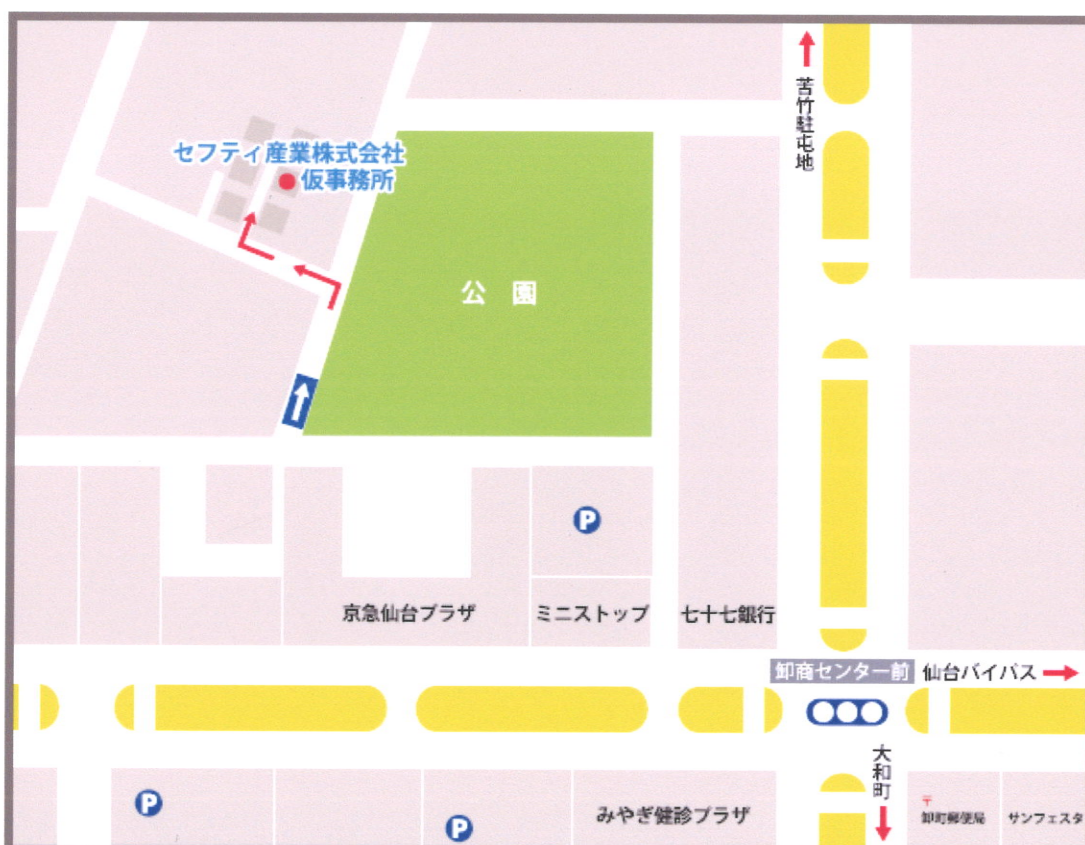 苦竹駐屯地
セフティ産業株式会社
仮事務所
公 園
P
京急仙台プラザ
ミニストップ
七十七銀行
卸商センター前
仙台バイパス
大和町
P
P
みやぎ健診プラザ
〒
卸町郵便局
サンフェスタ